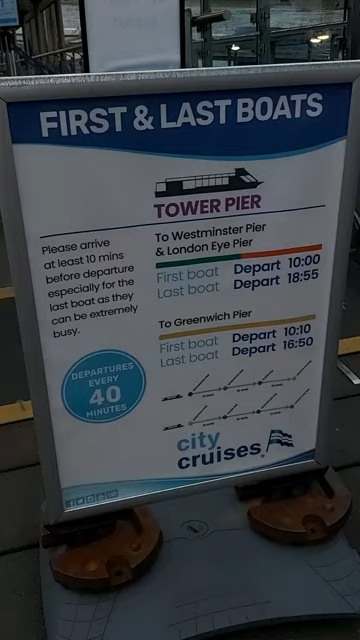 FIRST & LAST BOATS
TOWER PIER
Please arrive
at least 10 mins
before departure
especially for the
last boat as they
can be extremely
busy.
To Westminster Pier
& London Eye Pier
First boat Depart 10:00
Last boat Depart 18:55
To Greenwich Pier
First boat Depart 10:10
Last boat Depart 16:50
DEPARTURES
EVERY
40
MINUTES
city
cruises